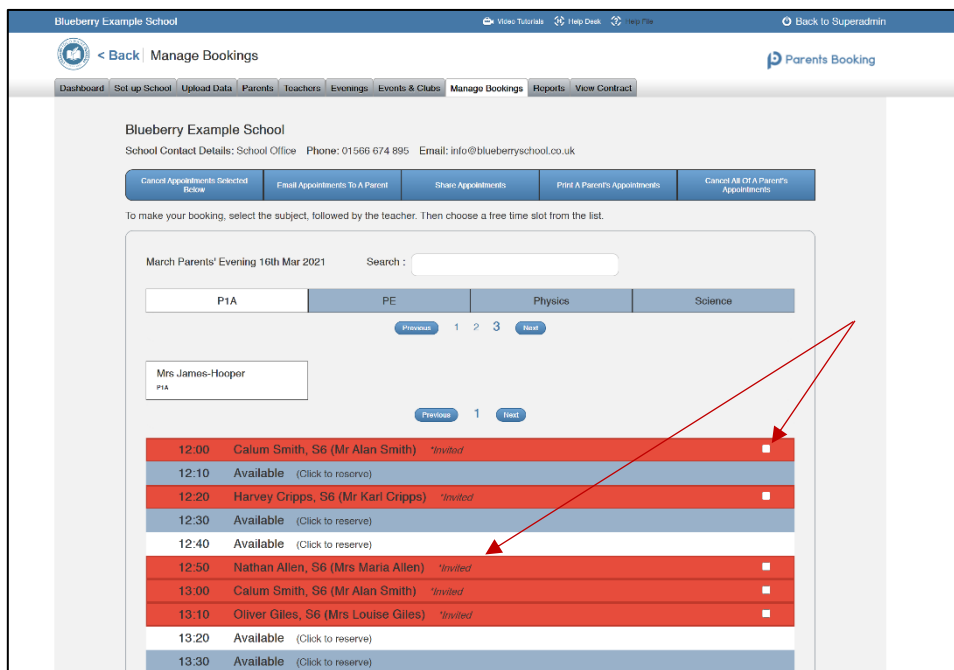 Blueberry Example School Video Tutorials Help Desk Help File Back to Superadmin
< Back Manage Bookings Parents Booking
Dashboard Set up School Upload Data Parents Teachers Evenings Events & Clubs Manage Bookings Reports View Contract
Blueberry Example School
School Contact Details: School Office Phone: 01566 674 895 Email: info@blueberryschool.co.uk
Cancel Appointments Selected Below Email Appointments To A Parent Share Appointments Print A Parent's Appointments Cancel All Of A Parent's Appointments
To make your booking, select the subject, followed by the teacher. Then choose a free time slot from the list.
March Parents' Evening 16th Mar 2021 Search :
P1A PE Physics Science
Previous 1 2 3 Next
Mrs James-Hooper
P1A
Previous 1 Next
12:00 Calum Smith, S6 (Mr Alan Smith) *Invited
12:10 Available (Click to reserve)
12:20 Harvey Cripps, S6 (Mr Karl Cripps) *Invited
12:30 Available (Click to reserve)
12:40 Available (Click to reserve)
12:50 Nathan Allen, S6 (Mrs Maria Allen) *Invited
13:00 Calum Smith, S6 (Mr Alan Smith) *Invited
13:10 Oliver Giles, S6 (Mrs Louise Giles) *Invited
13:20 Available (Click to reserve)
13:30 Available (Click to reserve)